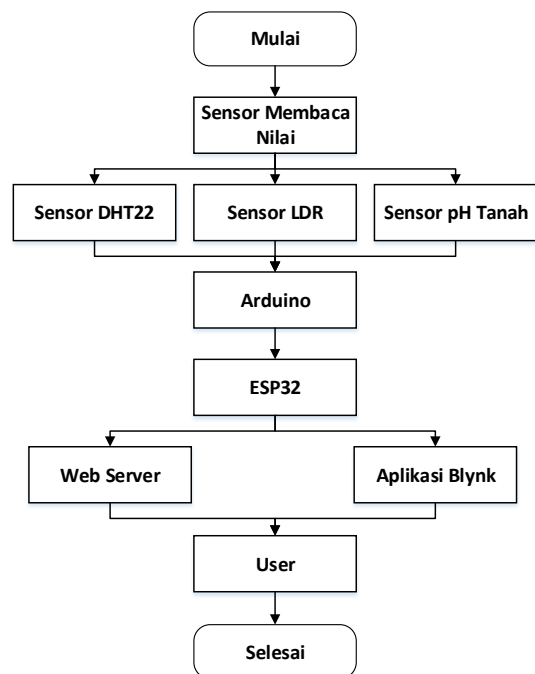 Mulai
Sensor Membaca
Nilai
Sensor DHT22
Sensor LDR
Sensor pH Tanah
Arduino
ESP32
Web Server
Aplikasi Blynk
User
Selesai